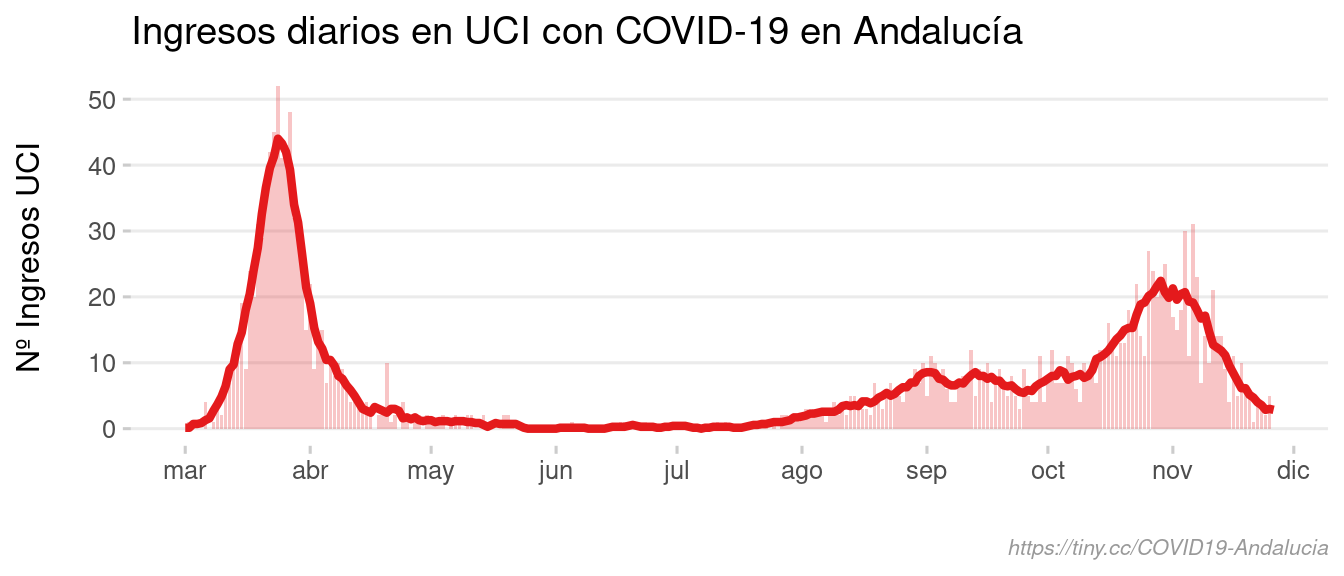 Ingresos diarios en UCI con COVID-19 en Andalucía
Nº Ingresos UCI
50
40
30
20
10
0
mar abr may jun jul ago sep oct nov dic
https://tiny.cc/COVID19-Andalucia